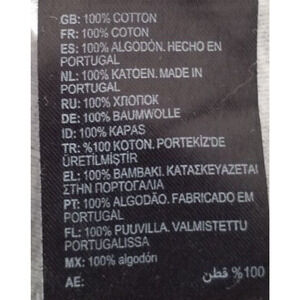 GB: 100% COTTON
FR: 100% COTON
ES: 100% ALGODÓN. HECHO EN
PORTUGAL
NL: 100% KATOEN. MADE IN
PORTUGAL
RU: 100% ХЛОПОК
DE: 100% BAUMWOLLE
ID: 100% KAPAS
TR: %100 KOTON. PORTEKİZ'DE
ÜRETİLMİŞTİR
EL: 100% BAMBAKI. ΚΑΤΑΣΚΕΥΑΖΕΤΑΙ
ΣΤΗΝ ΠΟΡΤΟΓΑΛΙΑ
PT: 100% ALGODÃO. FABRICADO EM
PORTUGAL
FL: 100% PUUVILLA. VALMISTETTU
PORTUGALISSA
MX: 100% algodón
AE: %100 قطن